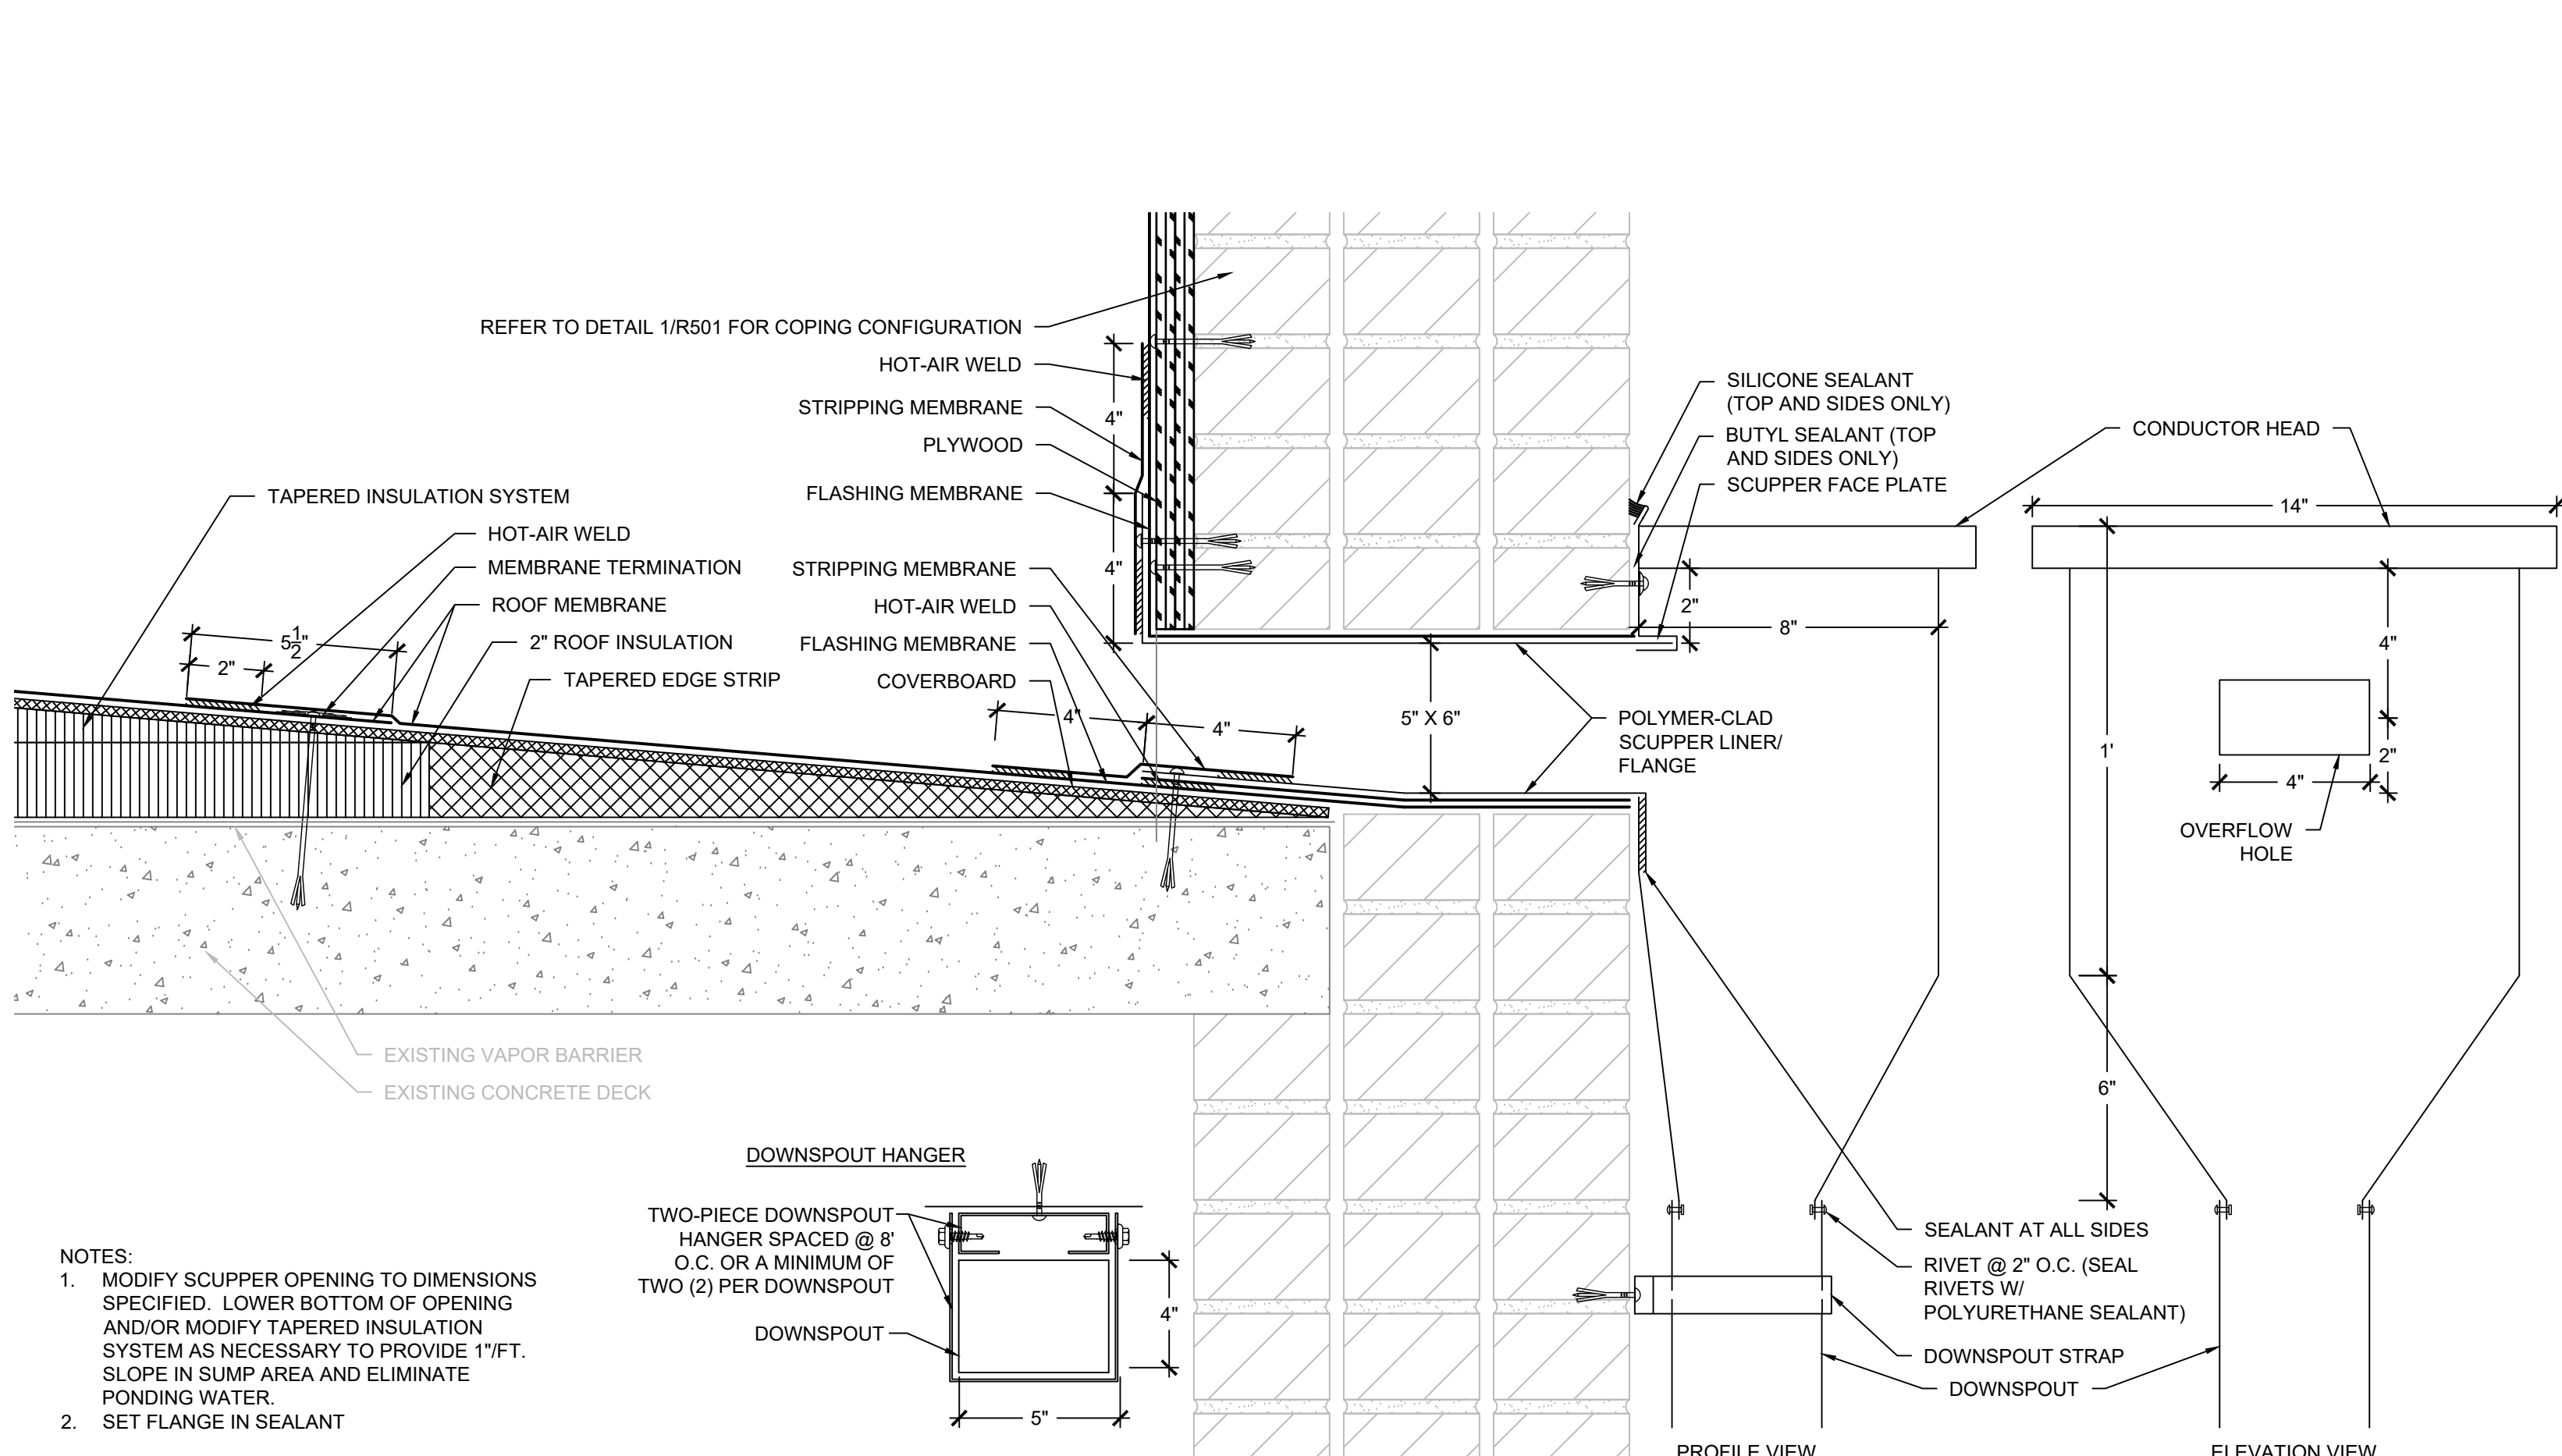 REFER TO DETAIL 1/R501 FOR COPING CONFIGURATION
HOT-AIR WELD
STRIPPING MEMBRANE
PLYWOOD
FLASHING MEMBRANE
4"
4"
TAPERED INSULATION SYSTEM
HOT-AIR WELD
MEMBRANE TERMINATION
ROOF MEMBRANE
2" ROOF INSULATION
TAPERED EDGE STRIP
5 1/2"
2"
STRIPPING MEMBRANE
HOT-AIR WELD
FLASHING MEMBRANE
COVERBOARD
4"
4"
5" X 6"
SILICONE SEALANT
(TOP AND SIDES ONLY)
BUTYL SEALANT (TOP
AND SIDES ONLY)
SCUPPER FACE PLATE
CONDUCTOR HEAD
14"
2"
8"
POLYMER-CLAD
SCUPPER LINER/
FLANGE
1'
4"
2"
4"
OVERFLOW
HOLE
6"
EXISTING VAPOR BARRIER
EXISTING CONCRETE DECK
DOWNSPOUT HANGER
TWO-PIECE DOWNSPOUT
HANGER SPACED @ 8'
O.C. OR A MINIMUM OF
TWO (2) PER DOWNSPOUT
DOWNSPOUT
4"
5"
SEALANT AT ALL SIDES
RIVET @ 2" O.C. (SEAL
RIVETS W/
POLYURETHANE SEALANT)
DOWNSPOUT STRAP
DOWNSPOUT
NOTES:
1. MODIFY SCUPPER OPENING TO DIMENSIONS
SPECIFIED. LOWER BOTTOM OF OPENING
AND/OR MODIFY TAPERED INSULATION
SYSTEM AS NECESSARY TO PROVIDE 1"/FT.
SLOPE IN SUMP AREA AND ELIMINATE
PONDING WATER.
2. SET FLANGE IN SEALANT
PROFILE VIEW
ELEVATION VIEW